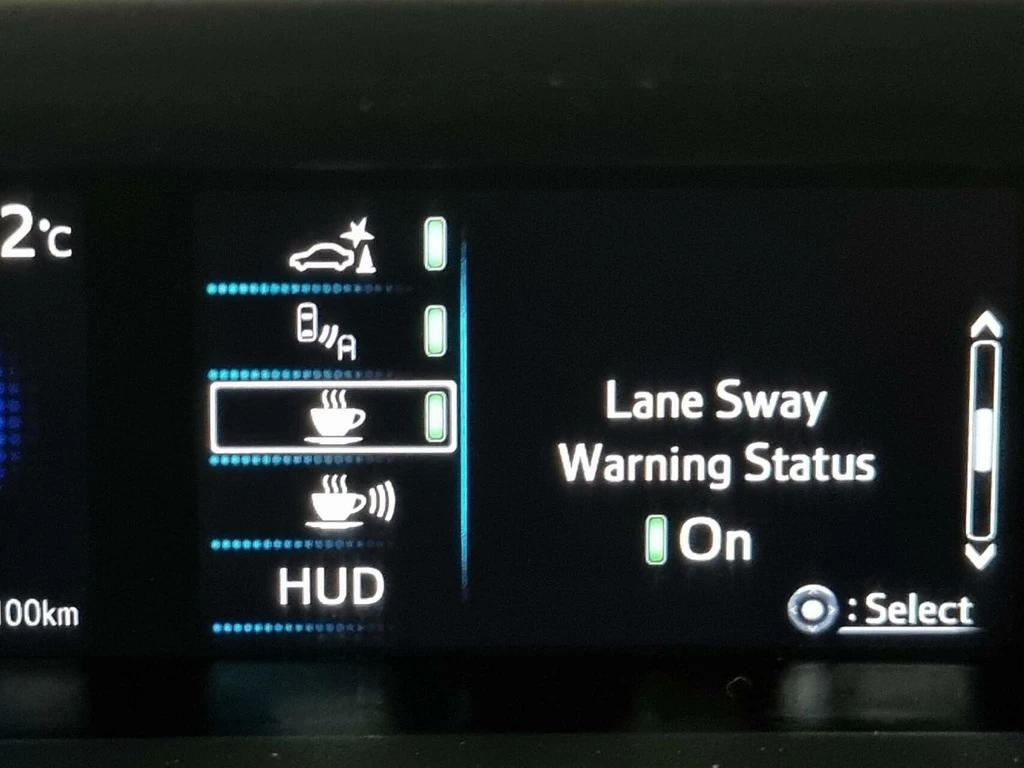 2°C
A
Lane Sway
Warning Status
On
HUD
100km
: Select